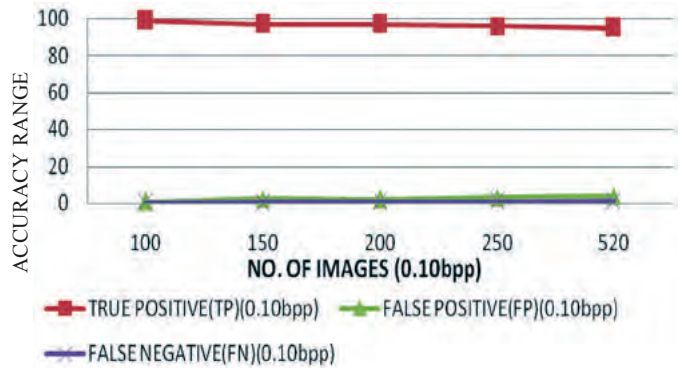 100
80
60
40
20
0
ACCURACY RANGE
100 150 200 250 520
NO. OF IMAGES (0.10bpp)
TRUE POSITIVE(TP)(0.10bpp) FALSE POSITIVE(FP)(0.10bpp)
FALSE NEGATIVE(FN)(0.10bpp)